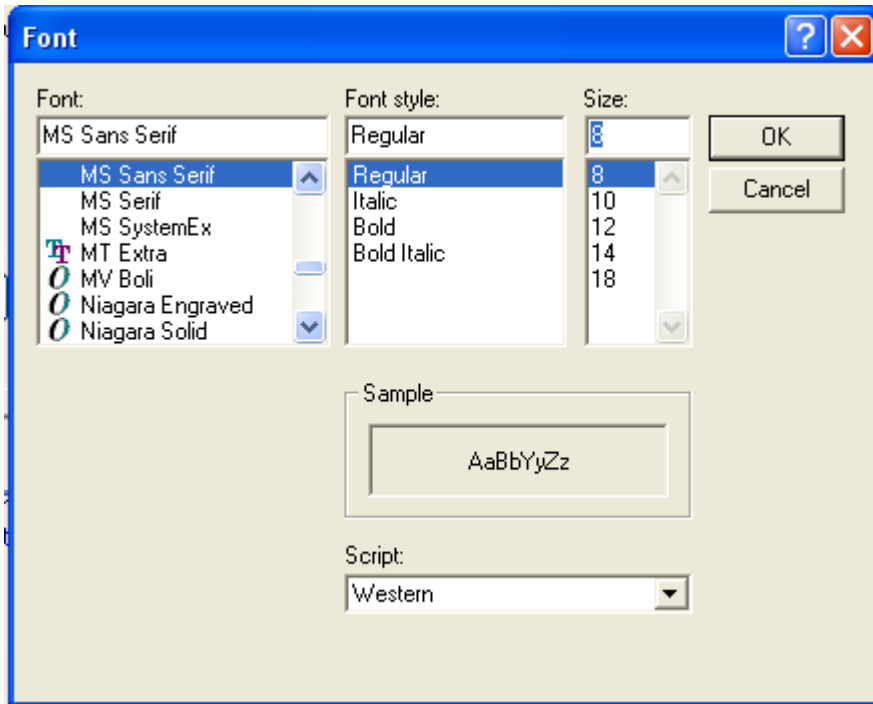 Font
Font:
MS Sans Serif
MS Sans Serif
MS Serif
MS SystemEx
MT Extra
MV Boli
Niagara Engraved
Niagara Solid
Font style:
Regular
Regular
Italic
Bold
Bold Italic
Size:
8
8
10
12
14
18
OK
Cancel
Sample
AaBbYyZz
Script:
Western